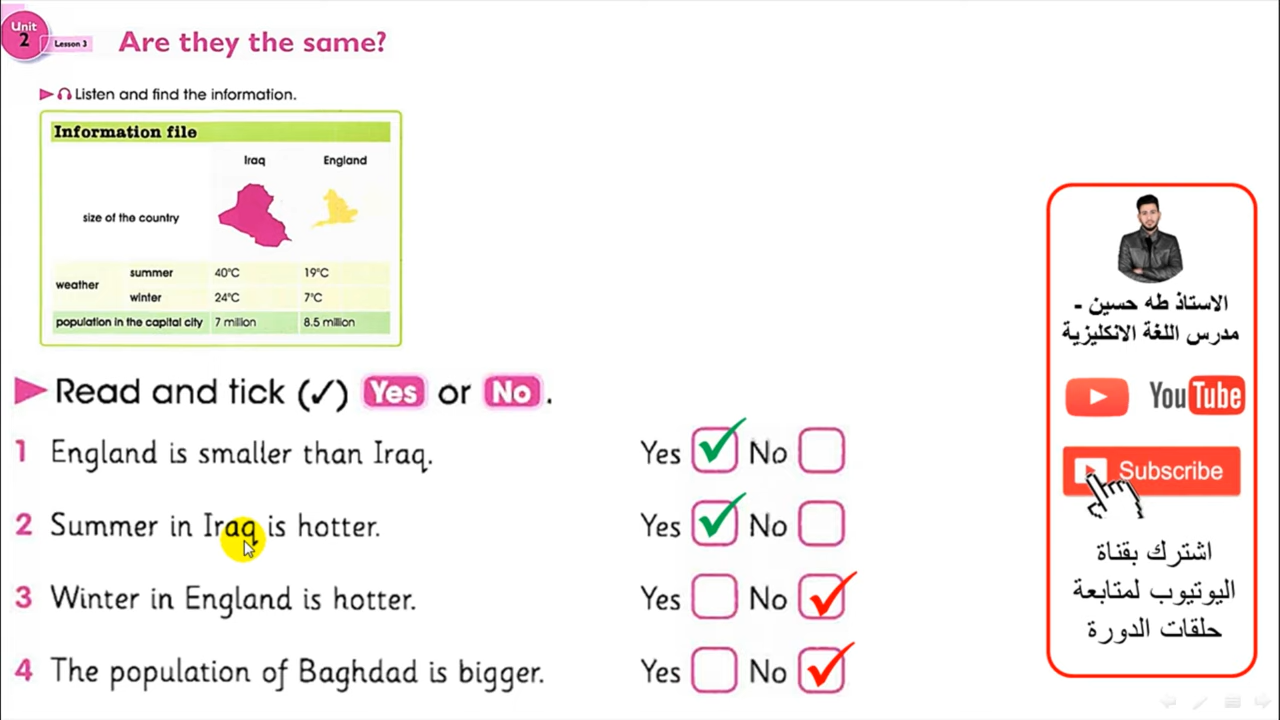 Unit
2
Lesson 3
Are they the same?
Listen and find the information.
Information file
Iraq England
size of the country
weather
summer 40°C 19°C
winter 24°C 7°C
population in the capital city 7 million 8.5 million
Read and tick (✓) Yes or No.
1 England is smaller than Iraq. Yes ✓ No
2 Summer in Iraq is hotter. Yes ✓ No
3 Winter in England is hotter. Yes No ✓
4 The population of Baghdad is bigger. Yes No ✓
الاستاذ طه حسين -
مدرس اللغة الانكليزية
YouTube
Subscribe
اشترك بقناة
اليوتيوب لمتابعة
حلقات الدورة